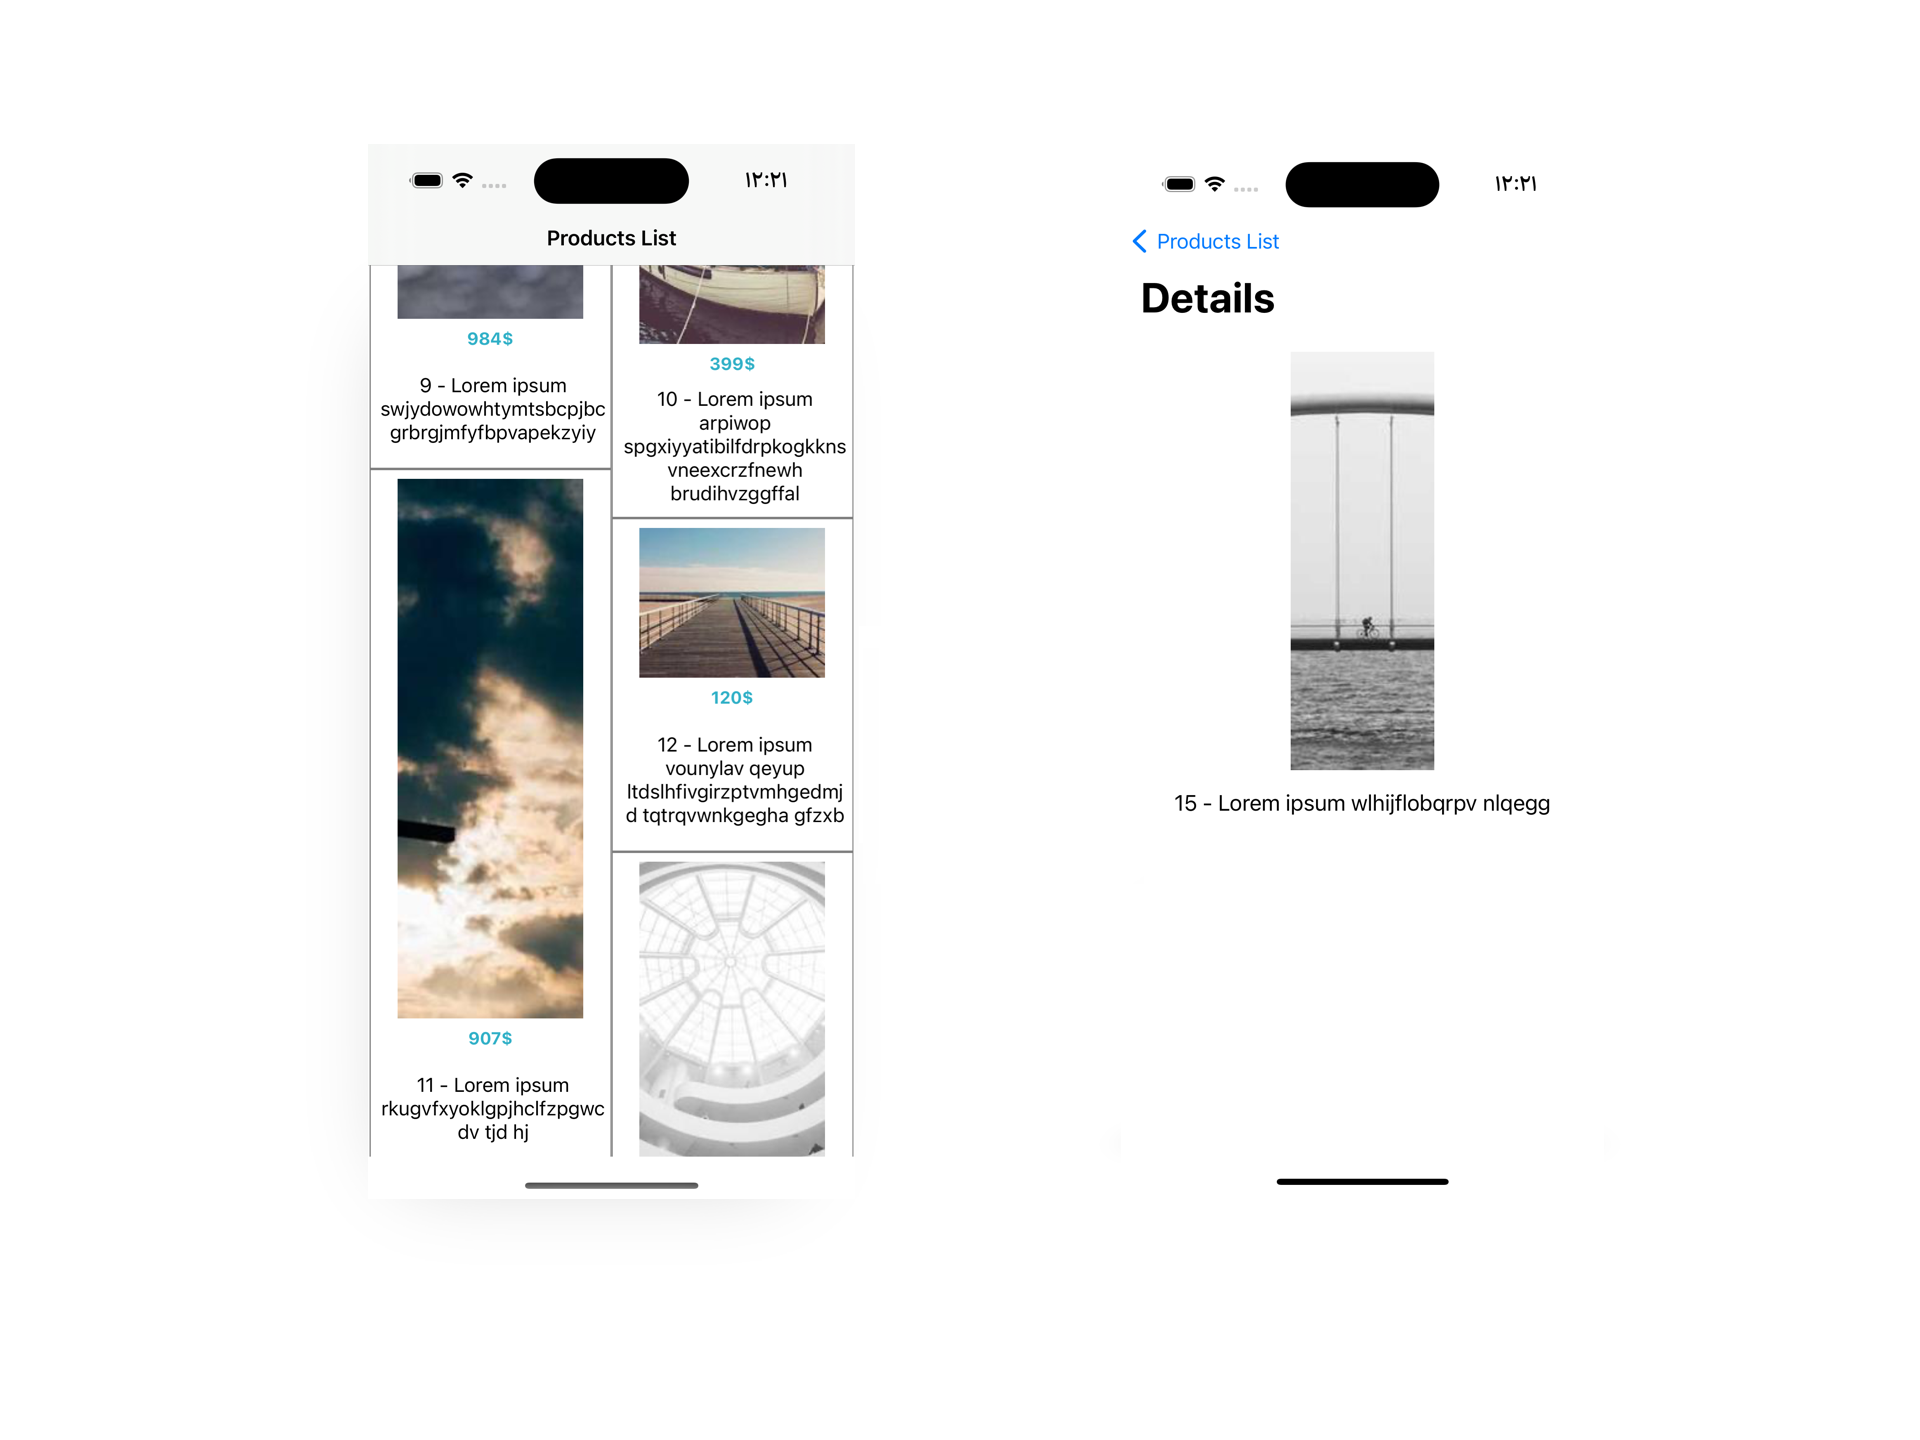 ۱۲:۲۱
Products List
984$
9 - Lorem ipsum
swjydowowhtymtsbcpjbc
grbrgjmfyfbpvapekzyiy
907$
11 - Lorem ipsum
rkugvfxyoklgpjhclfzpgwc
dv tjd hj
399$
10 - Lorem ipsum
arpiwop
spgxiyyatibilfdrpkogkkns
vneexcrzfnewh
brudihvzggffal
120$
12 - Lorem ipsum
vounylav qeyup
ltdslhfivgirzptvmhgedmj
d tqtrqvwnkgegha gfzxb
۱۲:۲۱
Products List
Details
15 - Lorem ipsum wlhijflobqrpv nlqegg